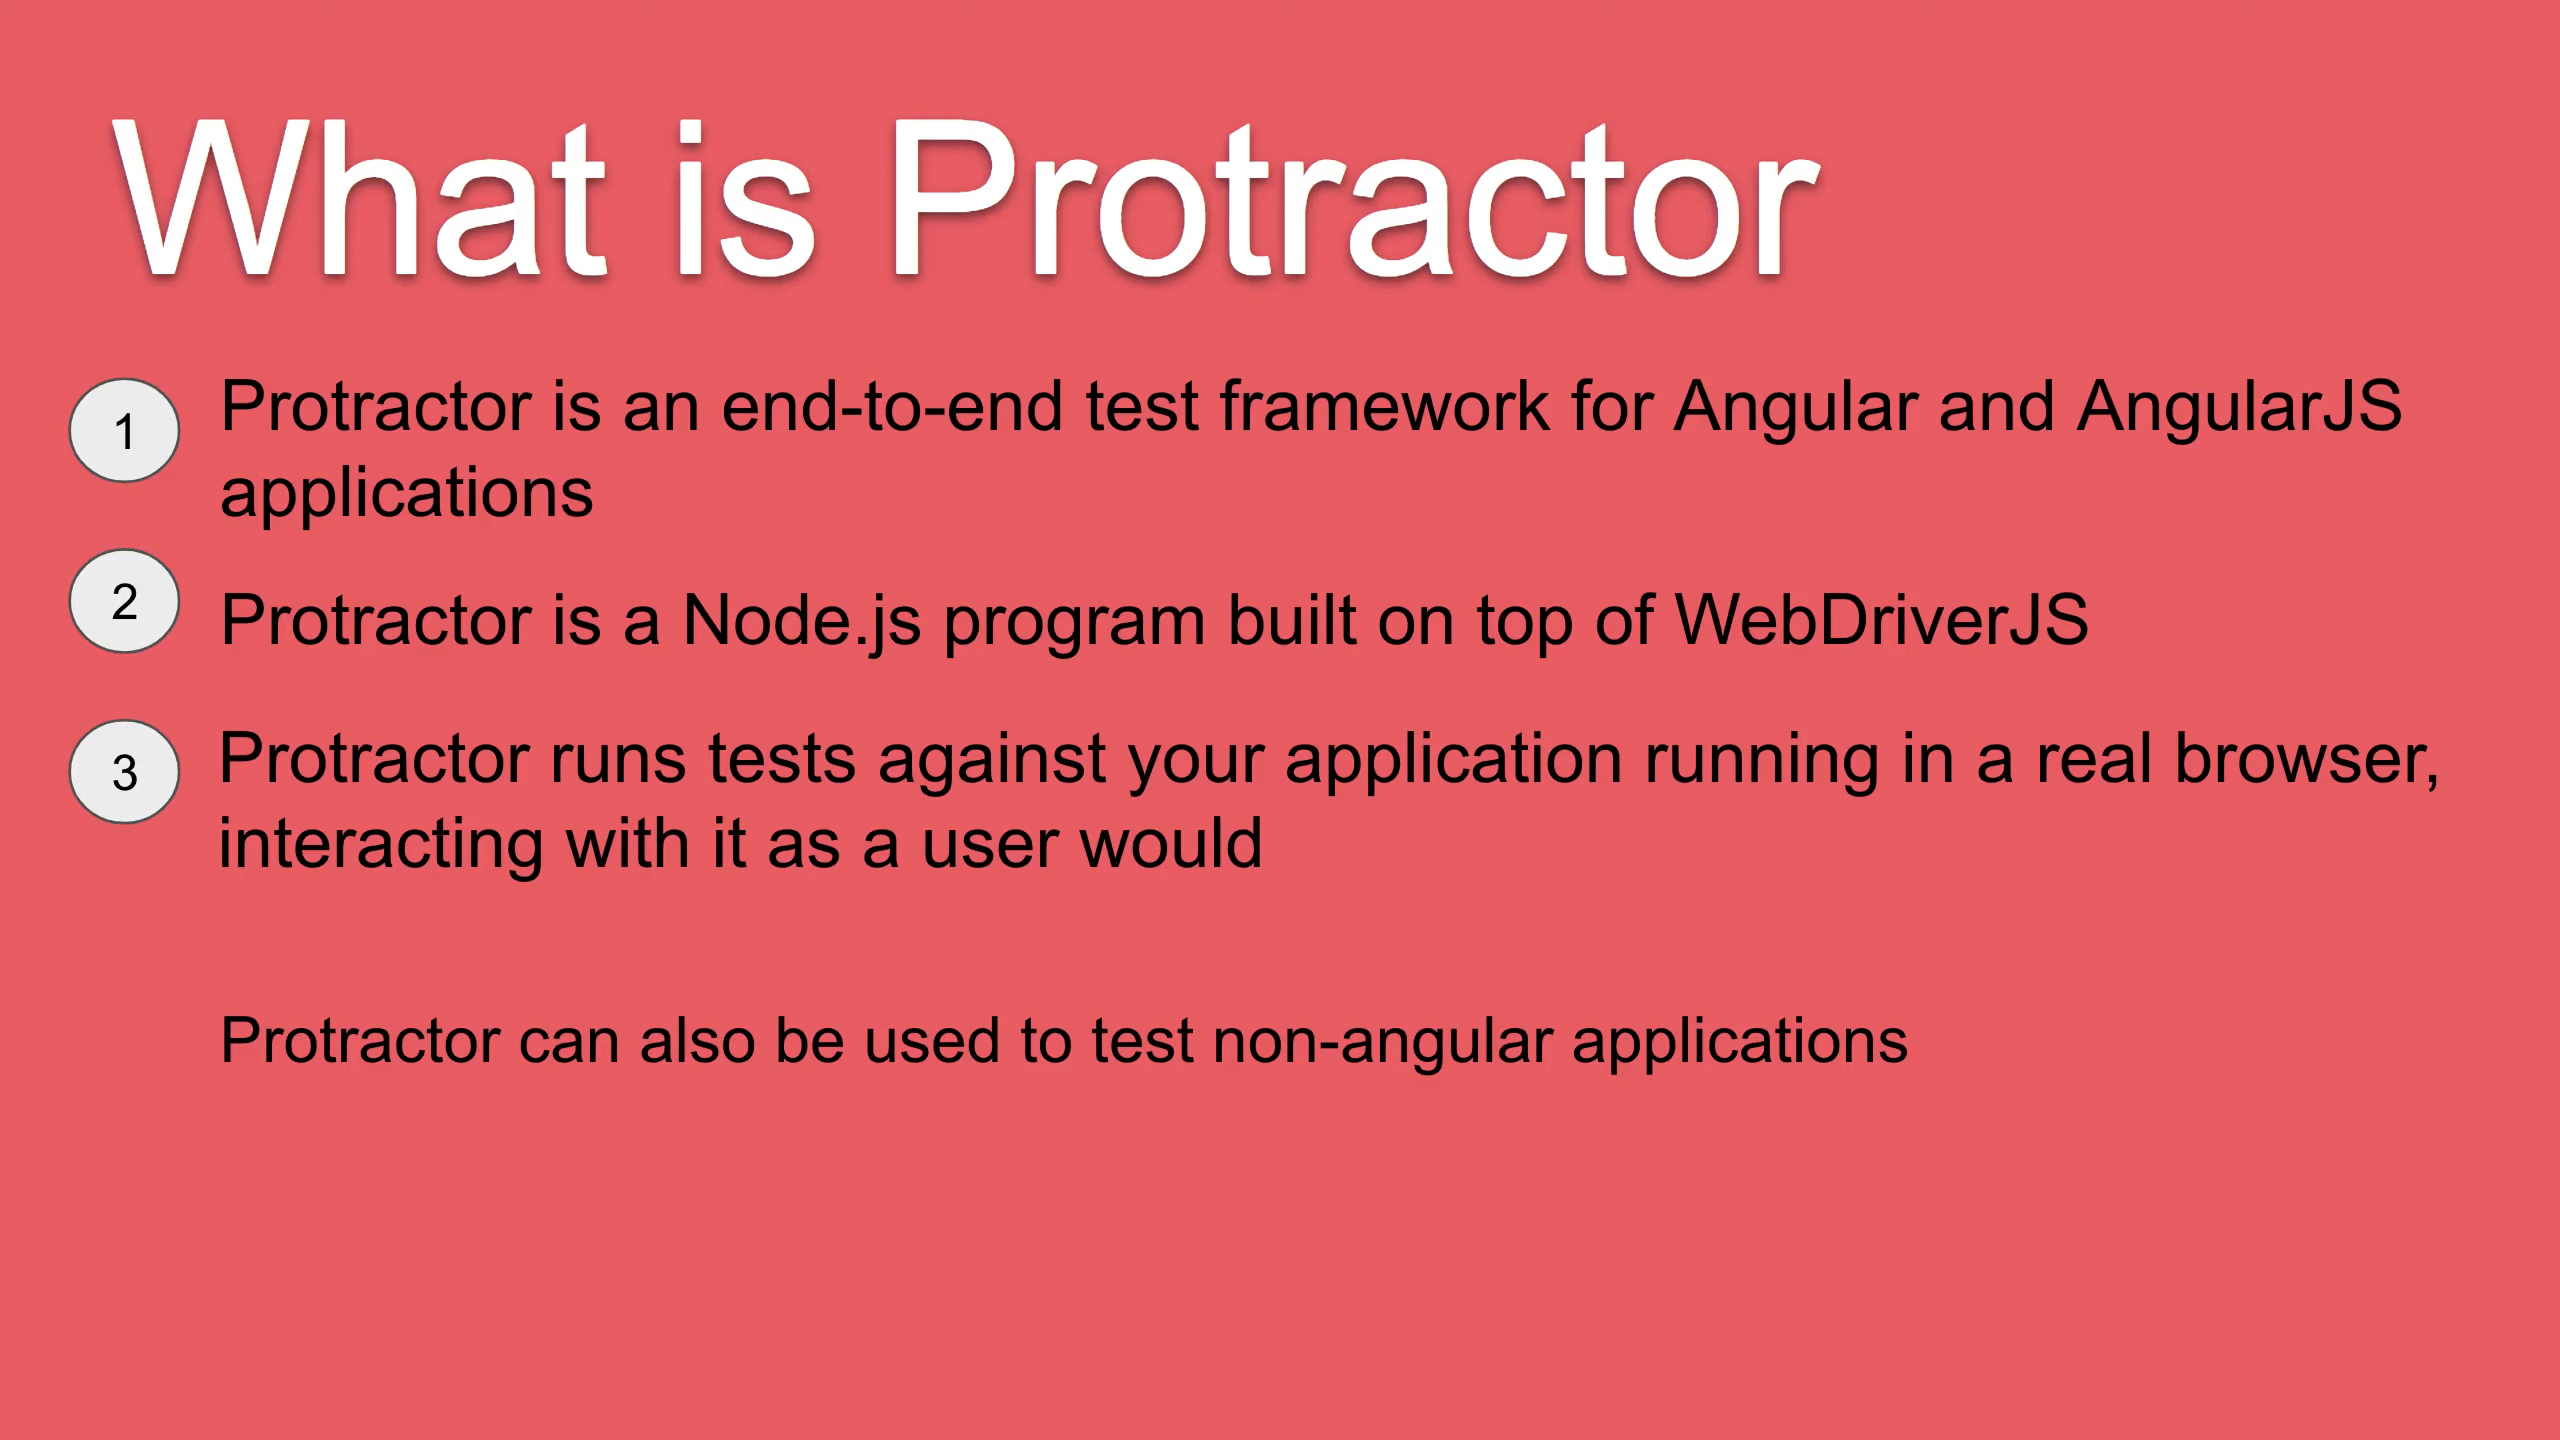 What is Protractor
1 Protractor is an end-to-end test framework for Angular and AngularJS
applications
2 Protractor is a Node.js program built on top of WebDriverJS
3 Protractor runs tests against your application running in a real browser,
interacting with it as a user would
Protractor can also be used to test non-angular applications